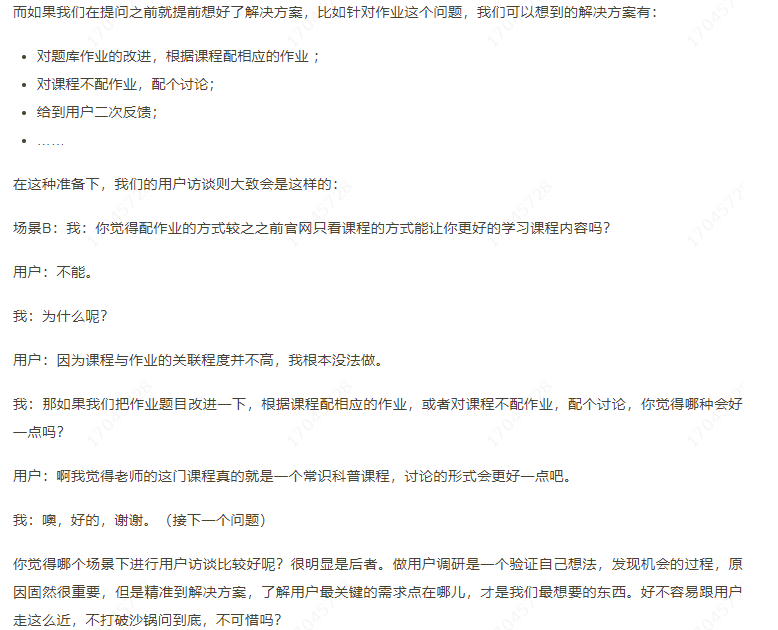 而如果我们在提问之前就提前想好了解决方案，比如针对作业这个问题，我们可以想到的解决方案有：
• 对题库作业的改进，根据课程配相应的作业 ；
• 对课程不配作业，配个讨论；
• 给到用户二次反馈；
• ……
在这种准备下，我们的用户访谈则大致会是这样的：
场景B：我：你觉得配作业的方式较之之前官网只看课程的方式能让你更好的学习课程内容吗？
用户：不能。
我：为什么呢？
用户：因为课程与作业的关联程度并不高，我根本没法做。
我：那如果我们把作业题目改进一下，根据课程配相应的作业，或者对课程不配作业，配个讨论，你觉得哪种会好
一点吗？
用户：啊我觉得老师的这门课程真的就是一个常识科普课程，讨论的形式会更好一点吧。
我：噢，好的，谢谢。（接下一个问题）
你觉得哪个场景下进行用户访谈比较好呢？很明显是后者。做用户调研是一个验证自己想法，发现机会的过程，原
因固然很重要，但是精准到解决方案，了解用户最关键的需求点在哪儿，才是我们最想要的东西。好不容易跟用户
走这么近，不打破沙锅问到底，不可惜吗？
17045728